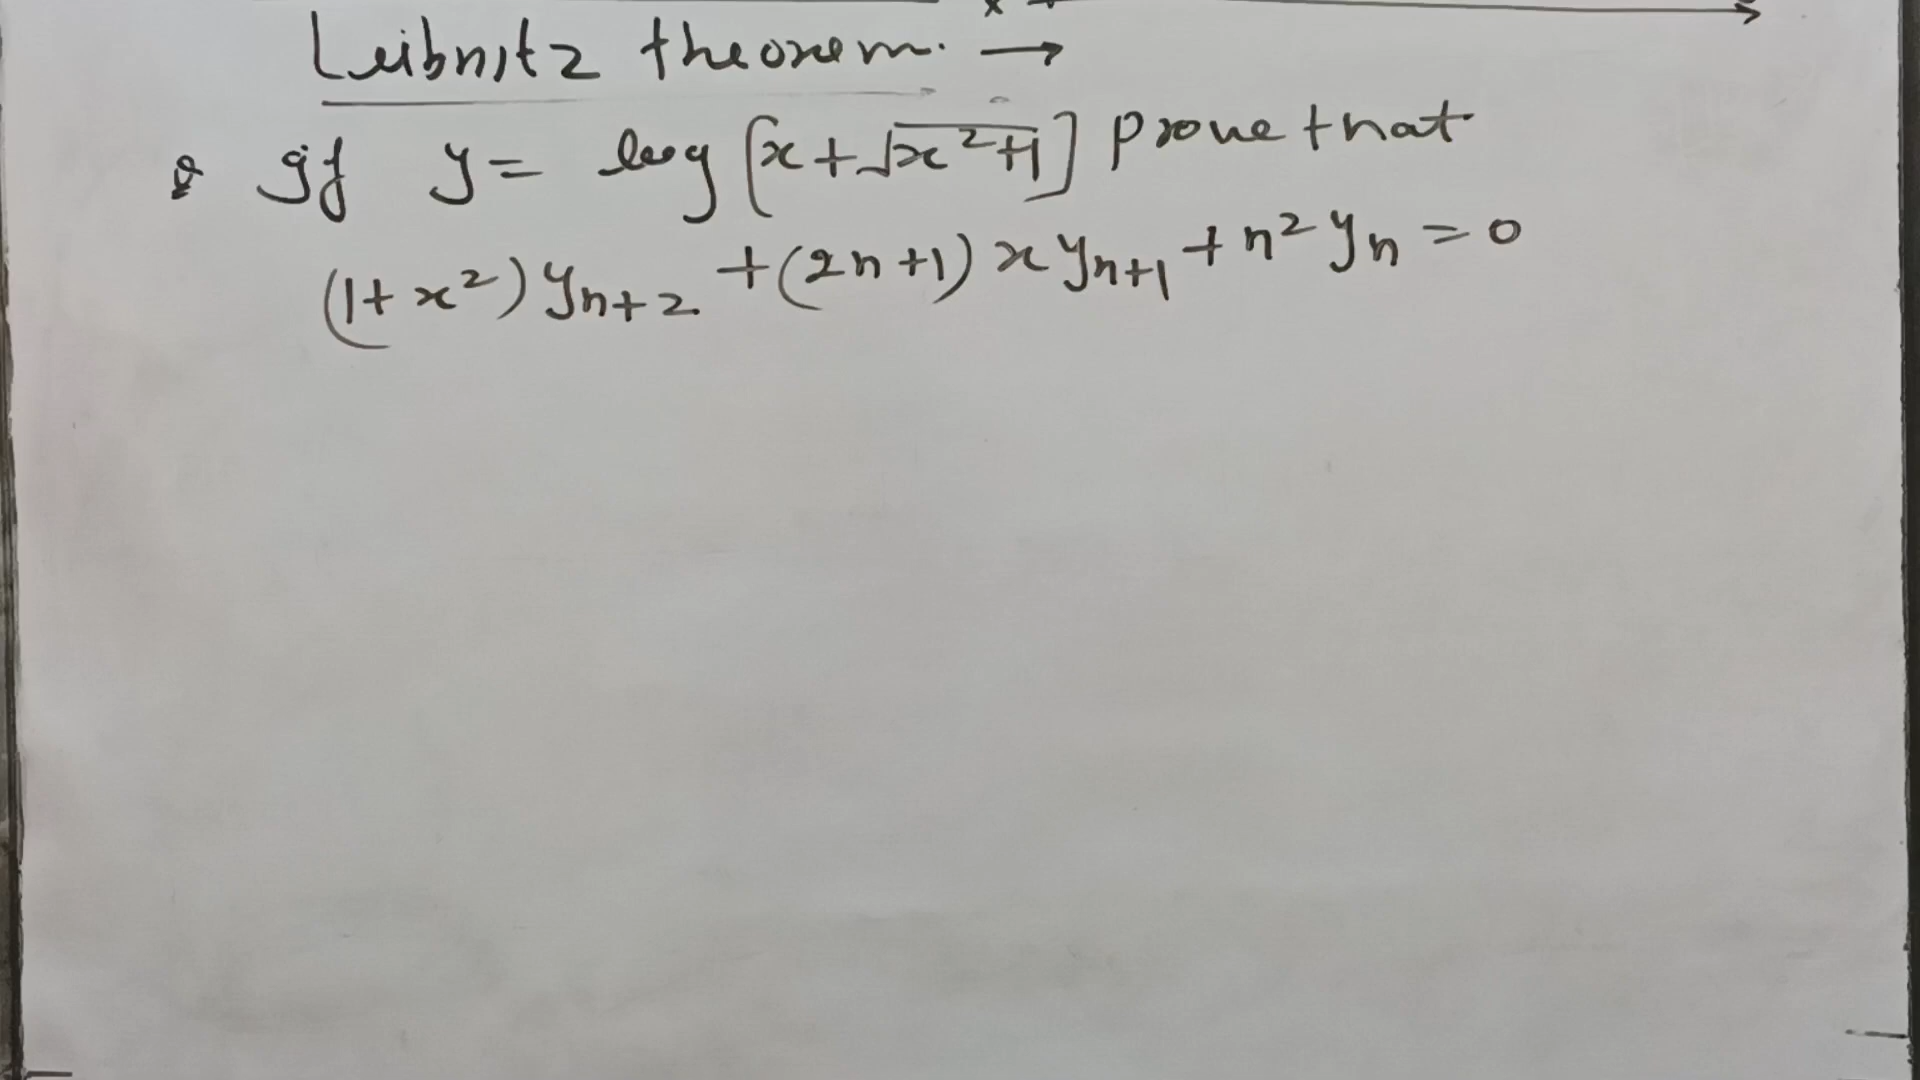 Leibnitz theorem. →
Q If y = log [x + √x²+1] prove that
(1+x²) yn+2 + (2n+1) x yn+1 + n² yn = 0